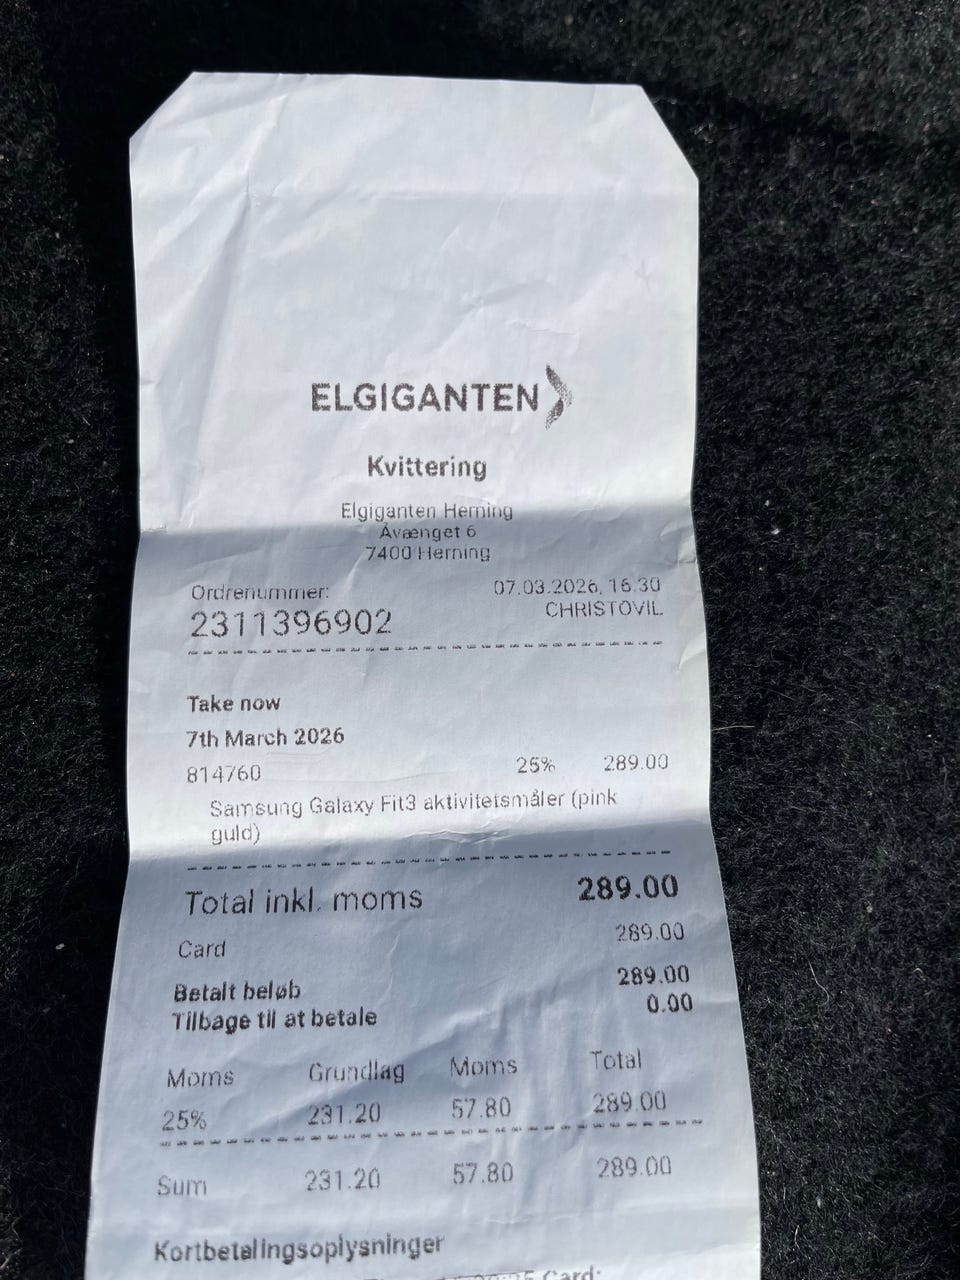 ELGIGANTEN
Kvittering
Elgiganten Herning
Åvænget 6
7400 Herning
Ordrenummer: 07.03.2026, 16.30
2311396902 CHRISTOVIL
Take now
7th March 2026
814760 25% 289.00
Samsung Galaxy Fit3 aktivitetsmåler (pink
guld)
Total inkl. moms 289.00
Card 289.00
Betalt beløb 289.00
Tilbage til at betale 0.00
Moms Grundlag Moms Total
25% 231.20 57.80 289.00
Sum 231.20 57.80 289.00
Kortbetalingsoplysninger
Card: